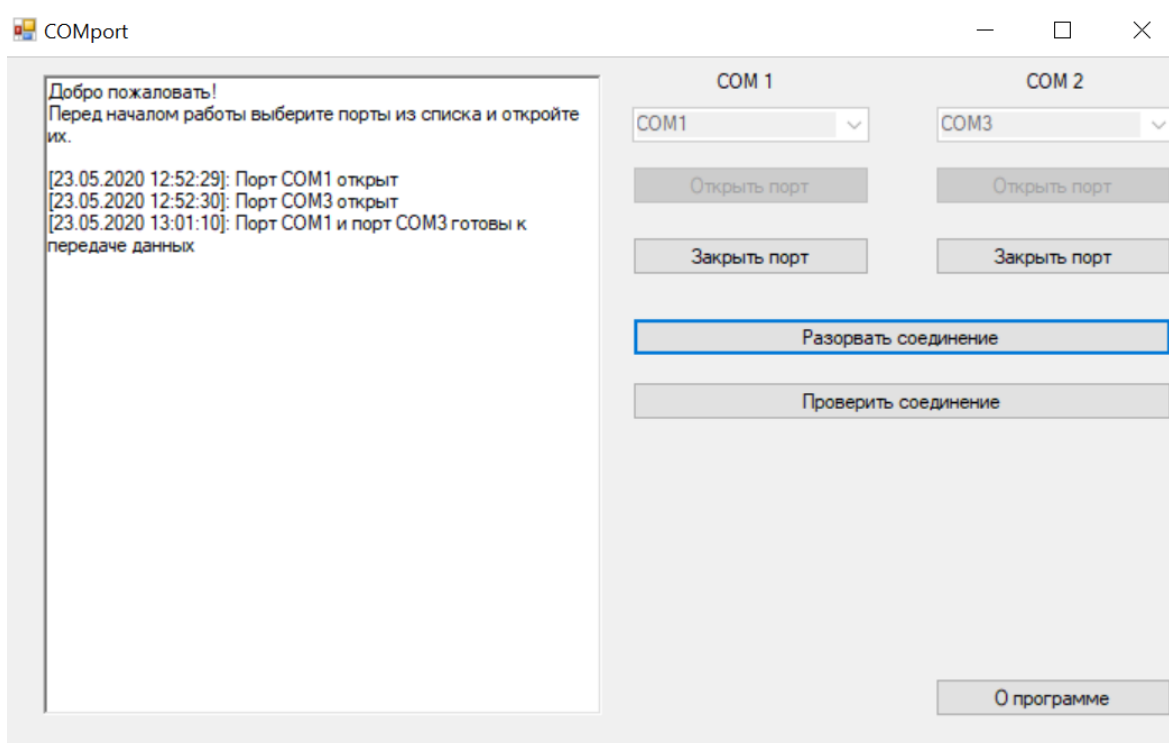 COMport
Добро пожаловать!
Перед началом работы выберите порты из списка и откройте
их.
[23.05.2020 12:52:29]: Порт COM1 открыт
[23.05.2020 12:52:30]: Порт COM3 открыт
[23.05.2020 13:01:10]: Порт COM1 и порт COM3 готовы к
передаче данных
COM 1
COM 2
COM1
COM3
Открыть порт
Открыть порт
Закрыть порт
Закрыть порт
Разорвать соединение
Проверить соединение
О программе